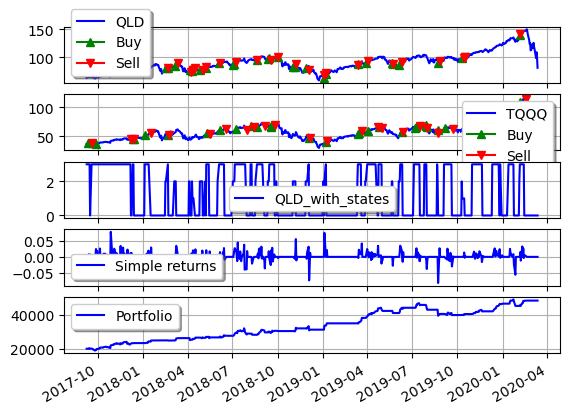 QLD
Buy
Sell
150
100
TQQQ
Buy
Sell
100
50
QLD_with_states
2
0
Simple returns
0.05
0.00
−0.05
Portfolio
40000
20000
2017-10
2018-01
2018-04
2018-07
2018-10
2019-01
2019-04
2019-07
2019-10
2020-01
2020-04